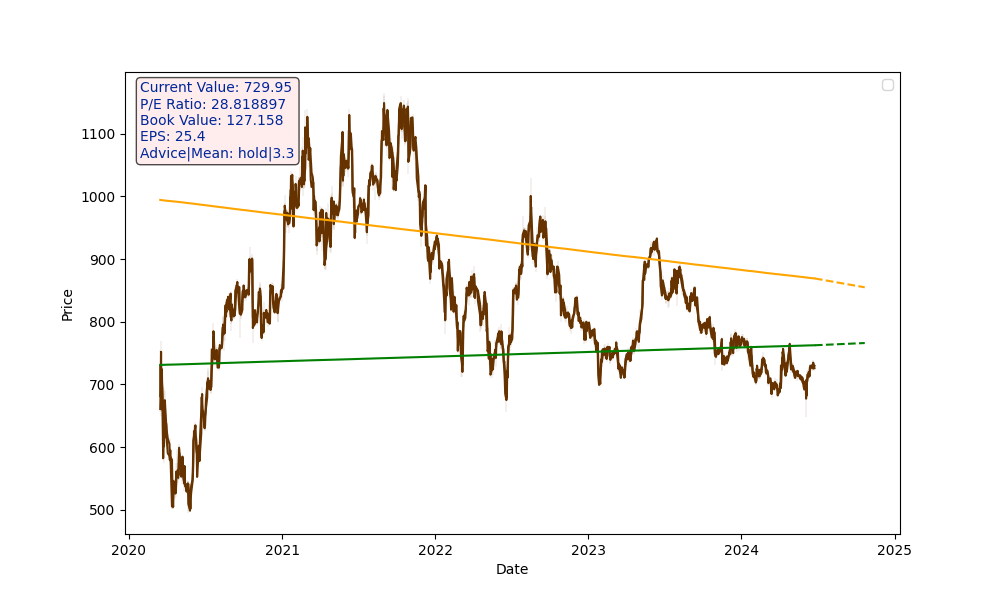 Current Value: 729.95
P/E Ratio: 28.818897
Book Value: 127.158
EPS: 25.4
Advice|Mean: hold|3.3
1100
1000
900
800
700
600
500
Price
2020
2021
2022
2023
2024
2025
Date